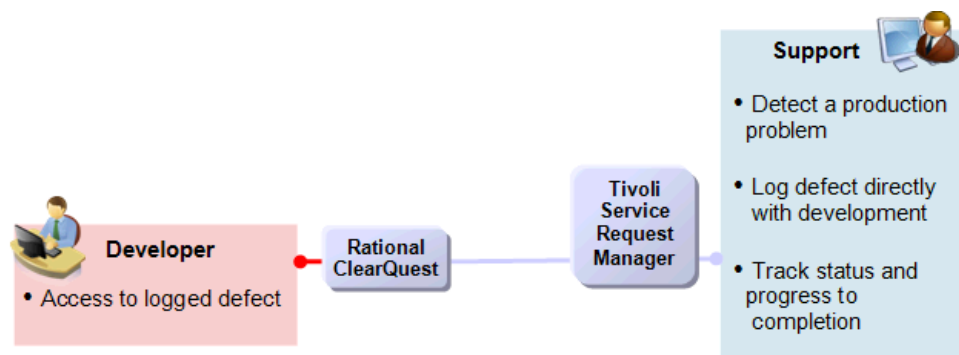 Developer
• Access to logged defect
Rational
ClearQuest
Tivoli
Service
Request
Manager
Support
• Detect a production
problem
• Log defect directly
with development
• Track status and
progress to
completion